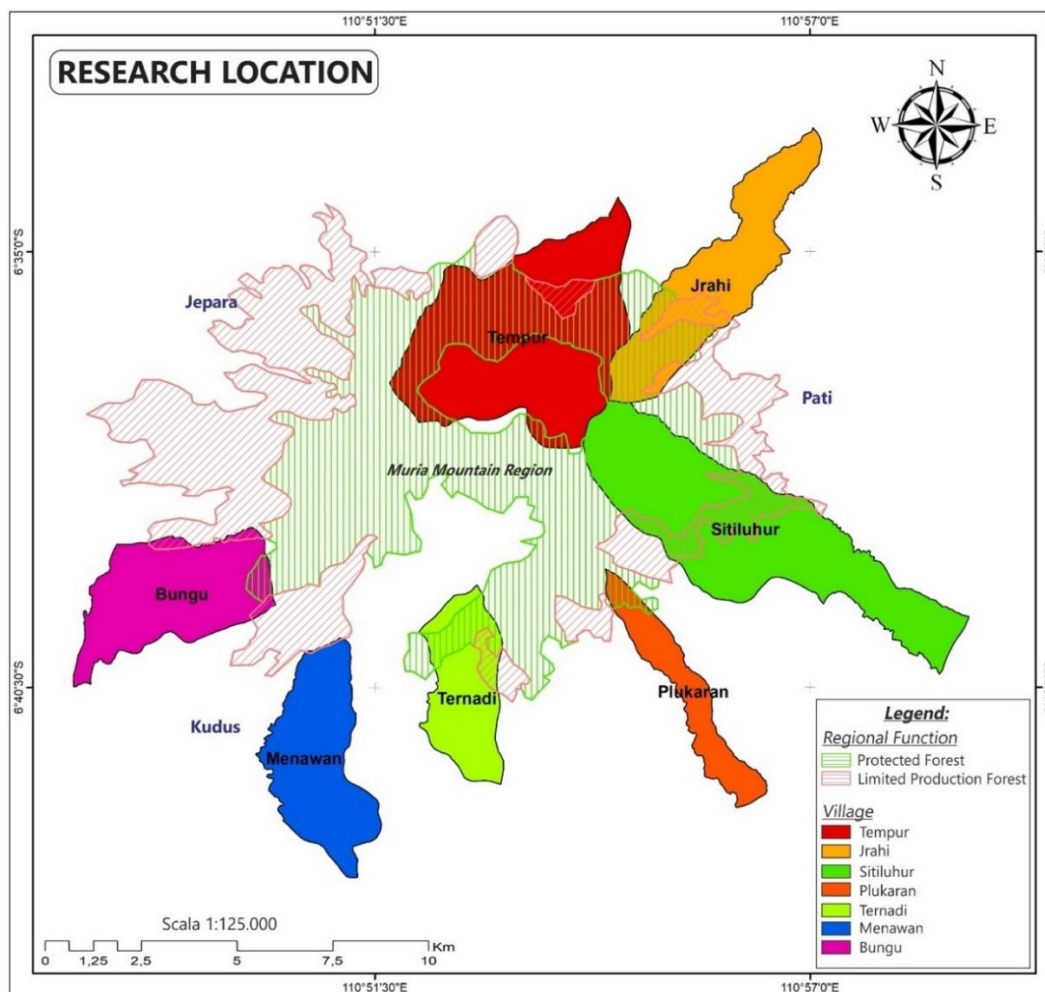 110°51'30"E
110°57'0"E
RESEARCH LOCATION
N
W
E
S
6°35'0"S
Jrahi
Jepara
Tempur
Pati
Muria Mountain Region
Sitiluhur
Bungu
6°40'30"S
Plukaran
Ternadi
Kudus
Menawan
Legend:
Regional Function
Protected Forest
Limited Production Forest
Village
Tempur
Jrahi
Sitiluhur
Plukaran
Ternadi
Menawan
Bungu
Scala 1:125.000
Km
0 1,25 2,5 5 7,5 10
110°51'30"E
110°57'0"E